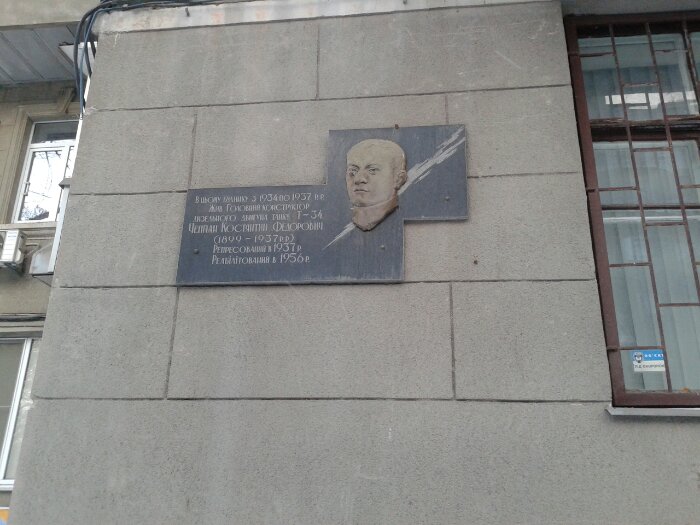 В цьому будинку з 1934 по 1937 р.р.
Жив Головний конструктор
дизельного двигуна танку Т-34
Челпан Костянтин Федорович
(1899 – 1937 р.р)
Репресований в 1937 р
Реабілітований в 1956 р.